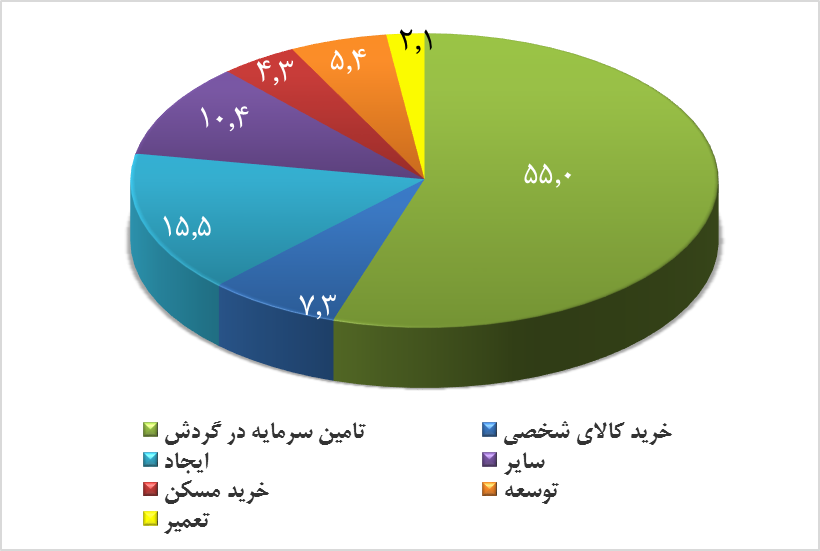 ۲,۱
۵,۴
۴,۳
۱۰,۴
۵۵,۰
۱۵,۵
۷,۳
تامین سرمایه در گردش
خرید کالای شخصی
ایجاد
سایر
خرید مسکن
توسعه
تعمیر